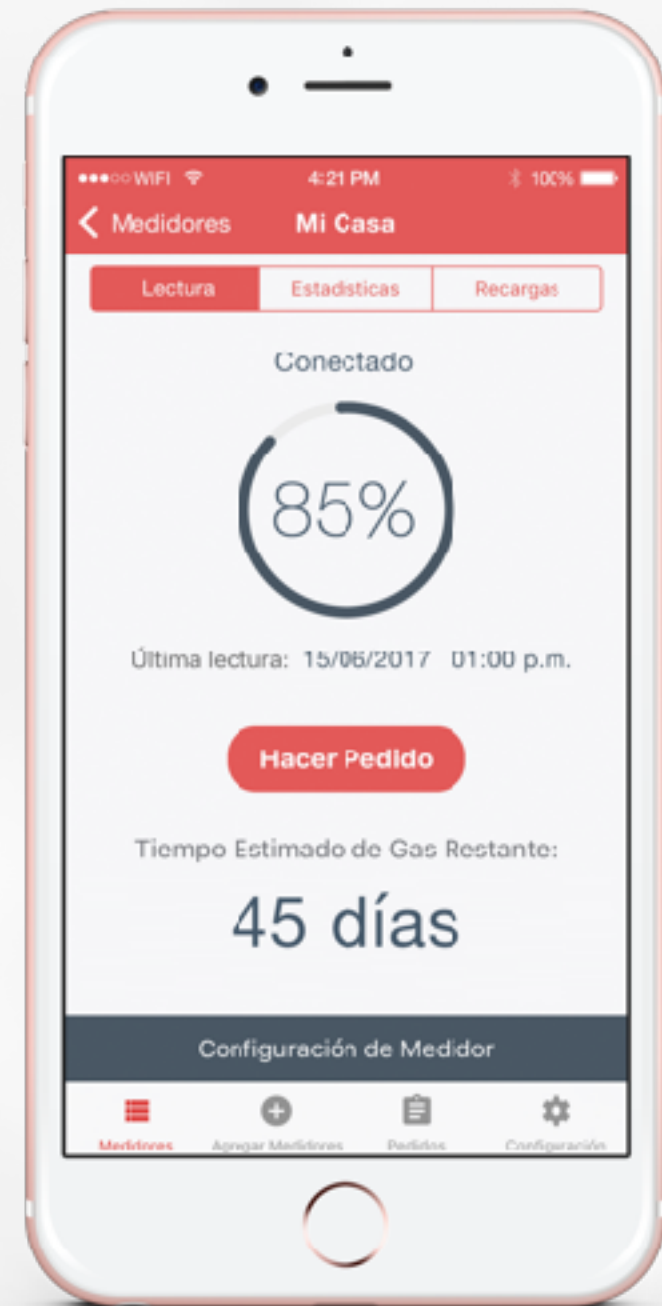 WIFI 4:21 PM 100%
Medidores Mi Casa
Lectura Estadisticas Recargas
Conectado
85%
Última lectura: 15/06/2017 01:00 p.m.
Hacer Pedido
Tiempo Estimado de Gas Restante:
45 días
Configuración de Medidor
Medidores Agregar Medidores Pedidos Configuración